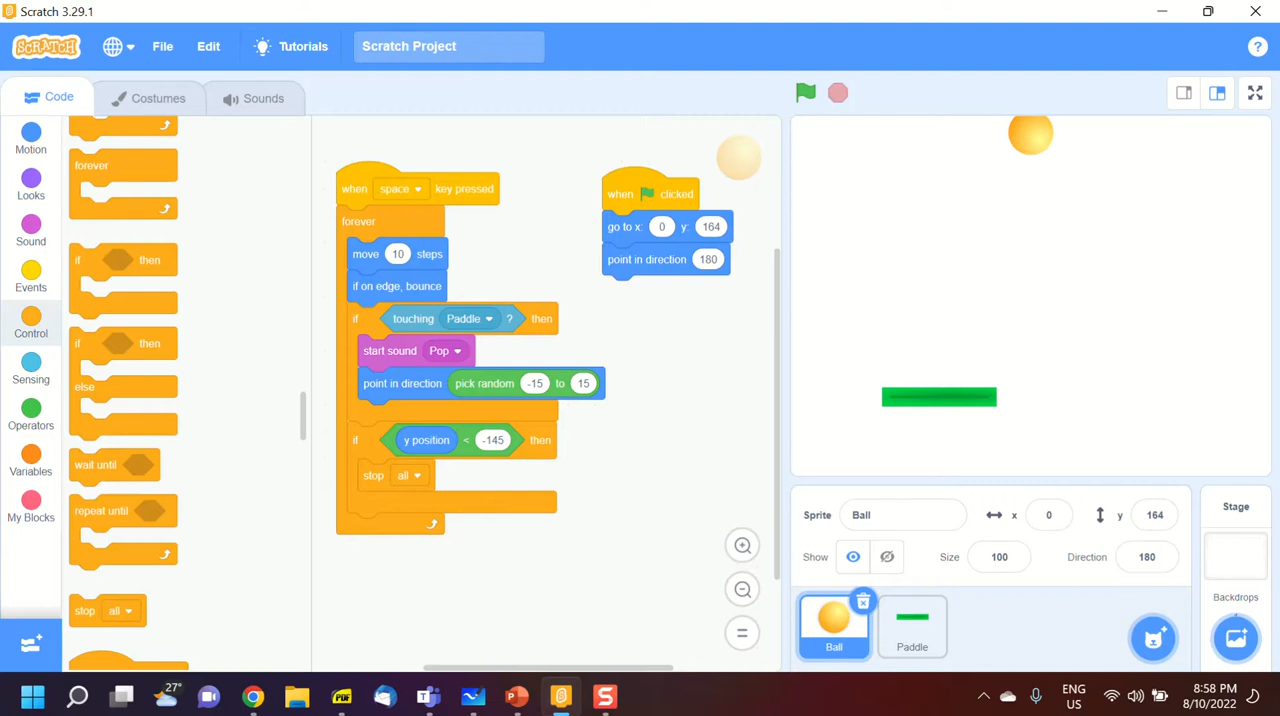 Scratch 3.29.1
SCRATCH File Edit Tutorials Scratch Project ?
Code Costumes Sounds
Motion
Looks
Sound
Events
Control
Sensing
Operators
Variables
My Blocks
forever
if then
if then
else
wait until
repeat until
stop all
when space key pressed
forever
move 10 steps
if on edge, bounce
if touching Paddle ? then
start sound Pop
point in direction pick random -15 to 15
if y position < -145 then
stop all
when clicked
go to x: 0 y: 164
point in direction 180
Sprite Ball x 0 y 164
Show Size 100 Direction 180
Ball
Paddle
Stage
Backdrops
27°
PDF
S
ENG
US
8:58 PM
8/10/2022